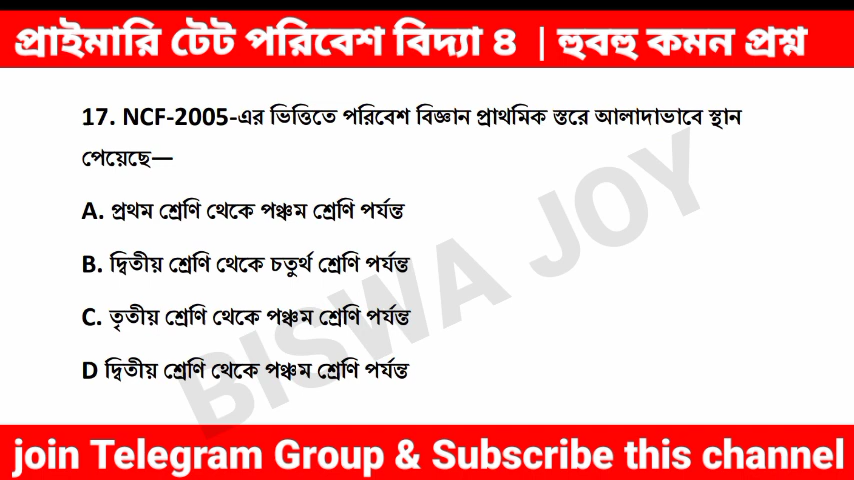 প্রাইমারি টেট পরিবেশ বিদ্যা ৪ | হুবহু কমন প্রশ্ন
17. NCF-2005-এর ভিত্তিতে পরিবেশ বিজ্ঞান প্রাথমিক স্তরে আলাদাভাবে স্থান
পেয়েছে—
A. প্রথম শ্রেণি থেকে পঞ্চম শ্রেণি পর্যন্ত
B. দ্বিতীয় শ্রেণি থেকে চতুর্থ শ্রেণি পর্যন্ত
C. তৃতীয় শ্রেণি থেকে পঞ্চম শ্রেণি পর্যন্ত
D দ্বিতীয় শ্রেণি থেকে পঞ্চম শ্রেণি পর্যন্ত
BISWA JOY
join Telegram Group & Subscribe this channel